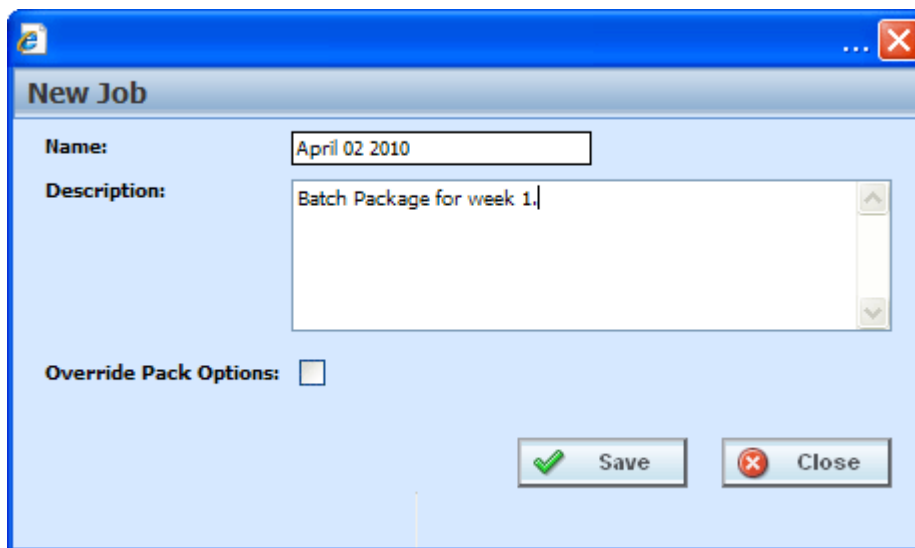 ...
New Job
Name: April 02 2010
Description: Batch Package for week 1.
Override Pack Options:
Save Close